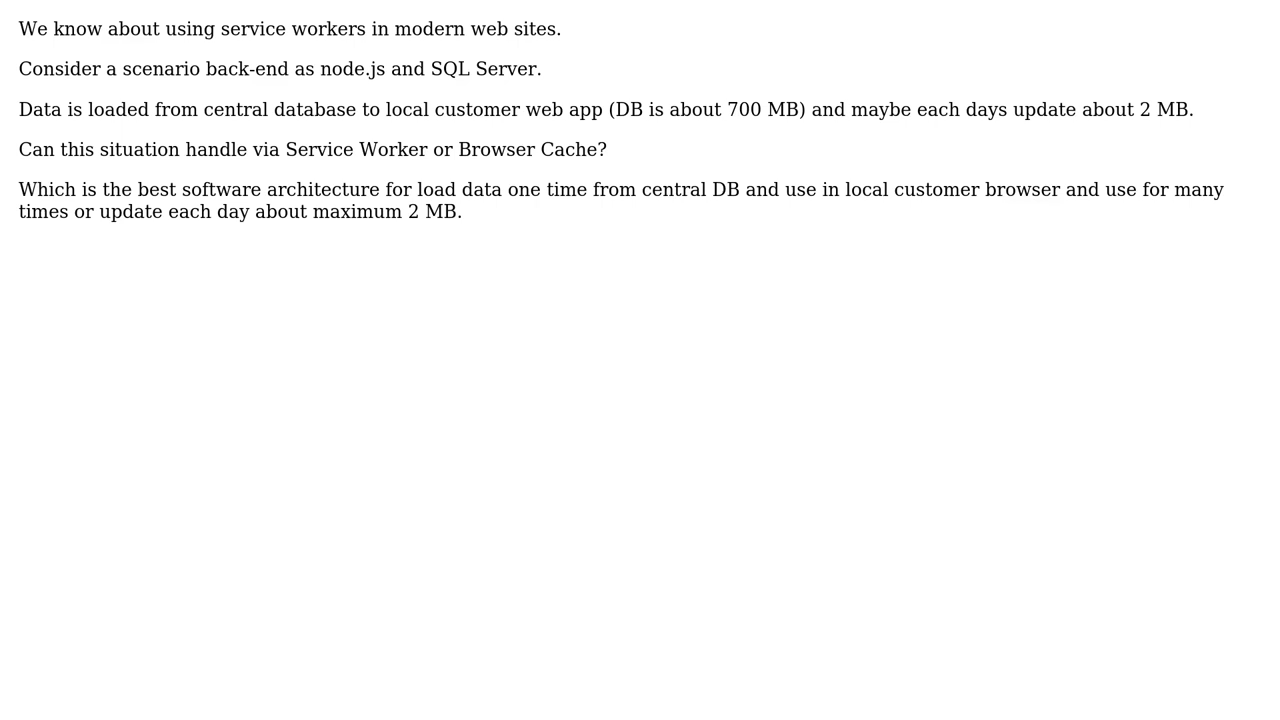 We know about using service workers in modern web sites.
Consider a scenario back-end as node.js and SQL Server.
Data is loaded from central database to local customer web app (DB is about 700 MB) and maybe each days update about 2 MB.
Can this situation handle via Service Worker or Browser Cache?
Which is the best software architecture for load data one time from central DB and use in local customer browser and use for many
times or update each day about maximum 2 MB.